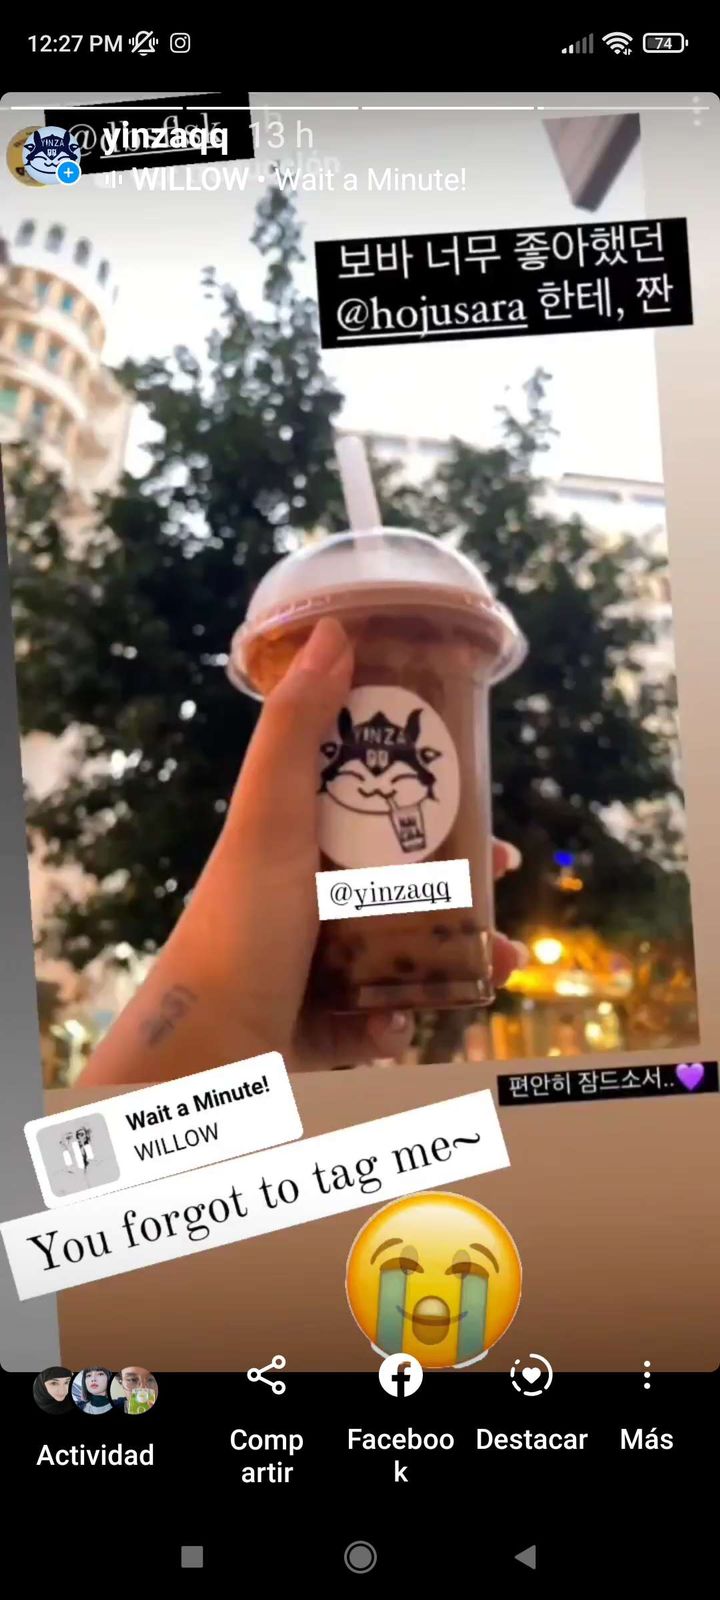 12:27 PM
74
yinzaqq 13 h
WILLOW • Wait a Minute!
보바 너무 좋아했던
@hojusara 한테, 짠
YINZA
@yinzaqq
편안히 잠드소서..💜
Wait a Minute!
WILLOW
You forgot to tag me~
Actividad
Comp
artir
Faceboo
k
Destacar
Más